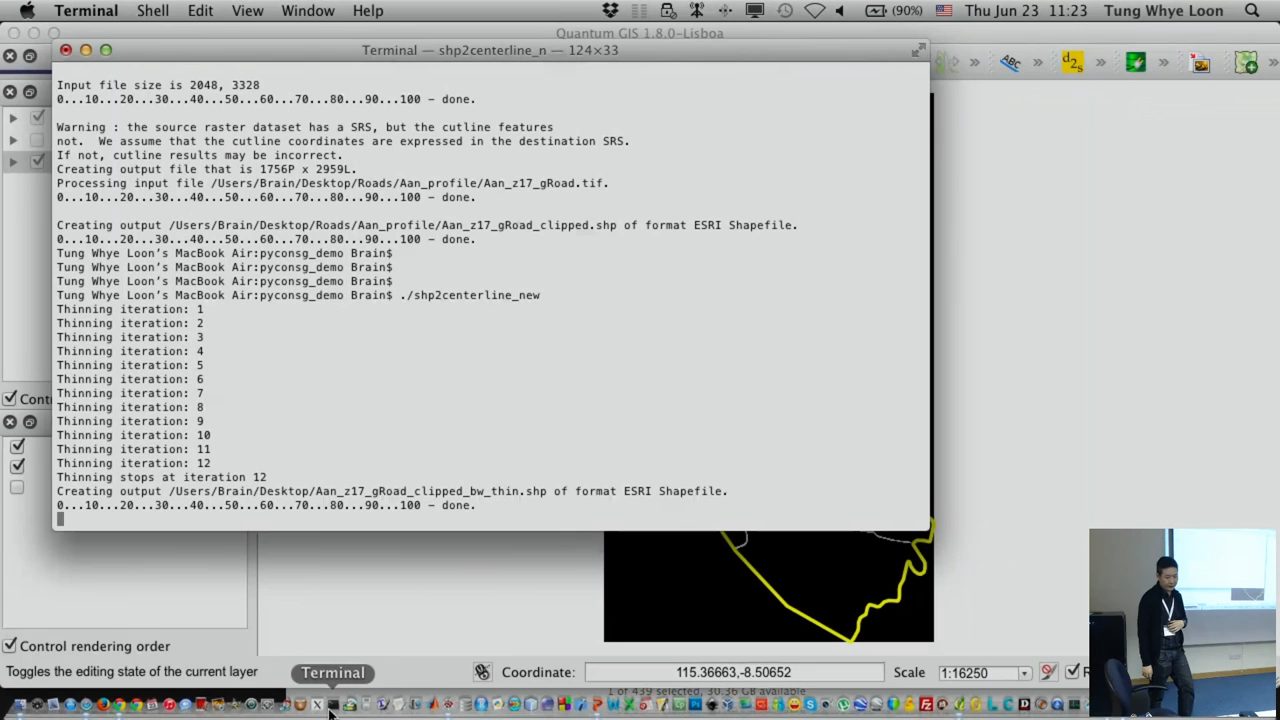 Terminal Shell Edit View Window Help (90%) Thu Jun 23 11:23 Tung Whye Loon
Quantum GIS 1.8.0-Lisboa
Terminal — shp2centerline_n — 124×33
ABC
d2s
Input file size is 2048, 3328
0...10...20...30...40...50...60...70...80...90...100 - done.
Warning : the source raster dataset has a SRS, but the cutline features
not.  We assume that the cutline coordinates are expressed in the destination SRS.
If not, cutline results may be incorrect.
Creating output file that is 1756P x 2959L.
Processing input file /Users/Brain/Desktop/Roads/Aan_profile/Aan_z17_gRoad.tif.
0...10...20...30...40...50...60...70...80...90...100 - done.
Creating output /Users/Brain/Desktop/Roads/Aan_profile/Aan_z17_gRoad_clipped.shp of format ESRI Shapefile.
0...10...20...30...40...50...60...70...80...90...100 - done.
Tung Whye Loon’s MacBook Air:pyconsg_demo Brain$
Tung Whye Loon’s MacBook Air:pyconsg_demo Brain$
Tung Whye Loon’s MacBook Air:pyconsg_demo Brain$
Tung Whye Loon’s MacBook Air:pyconsg_demo Brain$ ./shp2centerline_new
Thinning iteration: 1
Thinning iteration: 2
Thinning iteration: 3
Thinning iteration: 4
Thinning iteration: 5
Thinning iteration: 6
Thinning iteration: 7
Thinning iteration: 8
Thinning iteration: 9
Thinning iteration: 10
Thinning iteration: 11
Thinning iteration: 12
Thinning stops at iteration 12
Creating output /Users/Brain/Desktop/Aan_z17_gRoad_clipped_bw_thin.shp of format ESRI Shapefile.
0...10...20...30...40...50...60...70...80...90...100 - done.
Cont
Control rendering order
Toggles the editing state of the current layer
Terminal
Coordinate: 115.36663,-8.50652
Scale 1:16250
R
1 of 439 selected, 30.36 GB available